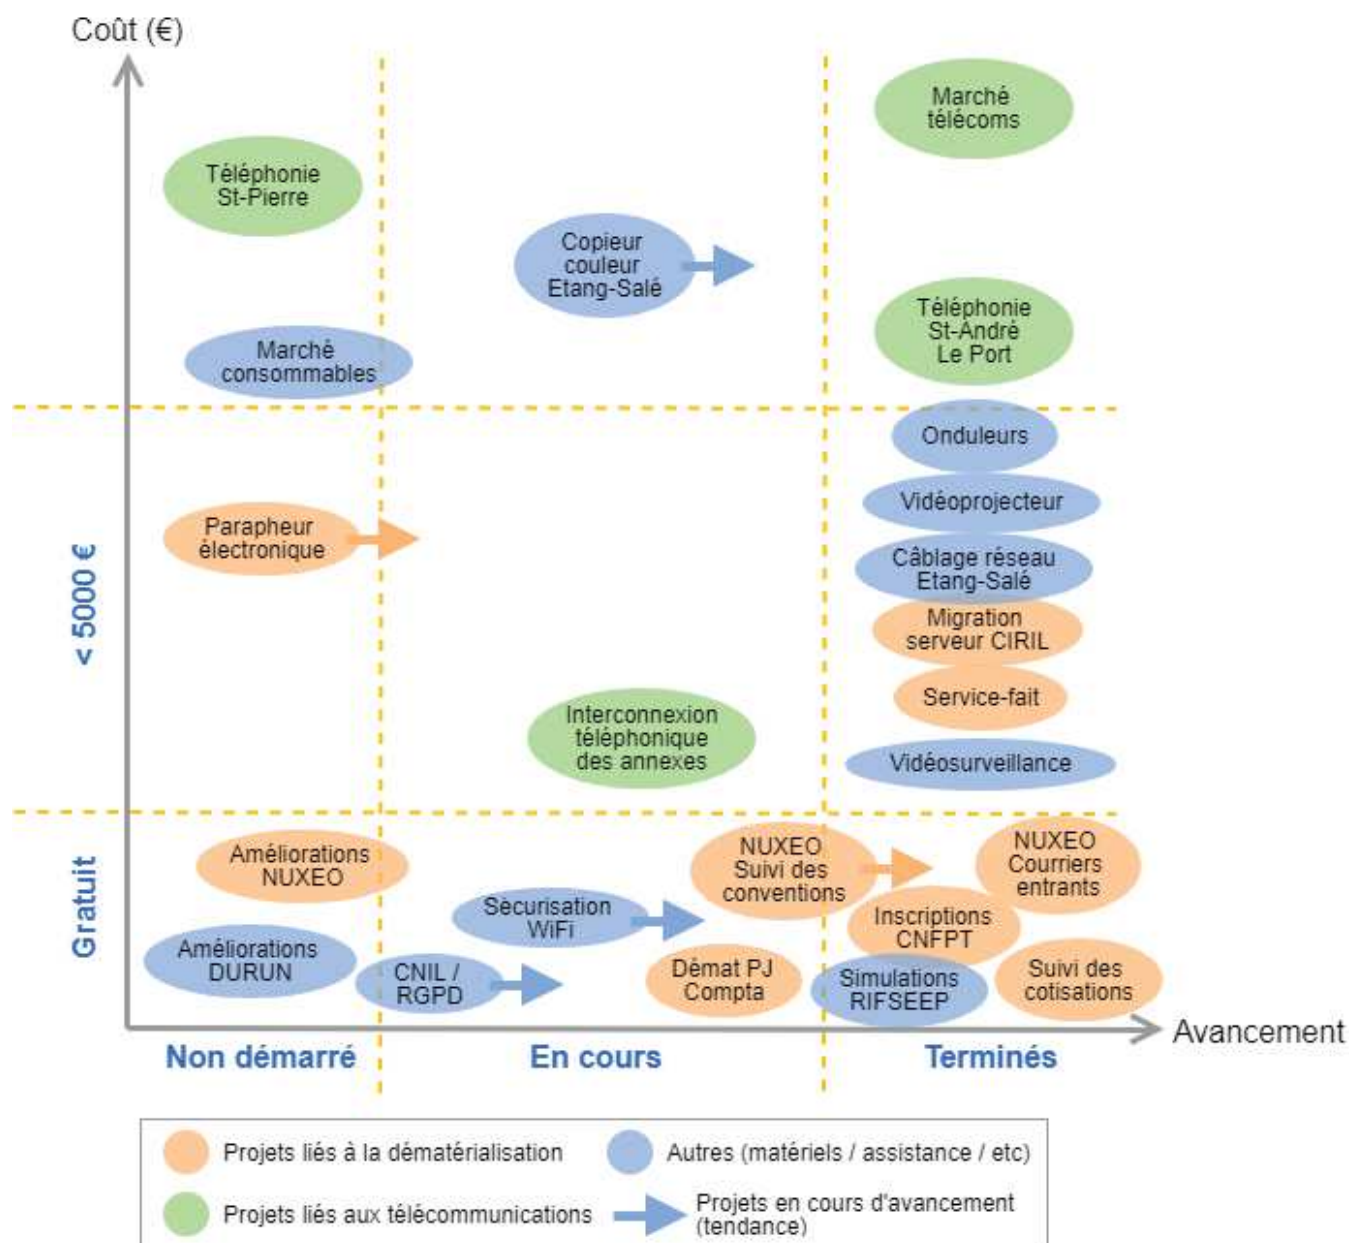 Coût (€)
Marché
télécoms
Téléphonie
St-Pierre
Copieur
couleur
Etang-Salé
Téléphonie
St-André
Le Port
Marché
consommables
Onduleurs
Vidéoprojecteur
Parapheur
électronique
Câblage réseau
Etang-Salé
< 5000 €
Migration
serveur CIRIL
Service-fait
Interconnexion
téléphonique
des annexes
Vidéosurveillance
Gratuit
Améliorations
NUXEO
NUXEO
Suivi des
conventions
NUXEO
Courriers
entrants
Sècurisation
WiFi
Inscriptions
CNFPT
Améliorations
DURUN
CNIL /
RGPD
Démat PJ
Compta
Simulations
RIFSEEP
Suivi des
cotisations
Avancement
Non démarré
En cours
Terminés
Projets liés à la dématérialisation
Autres (matériels / assistance / etc)
Projets liés aux télécommunications
Projets en cours d'avancement
(tendance)